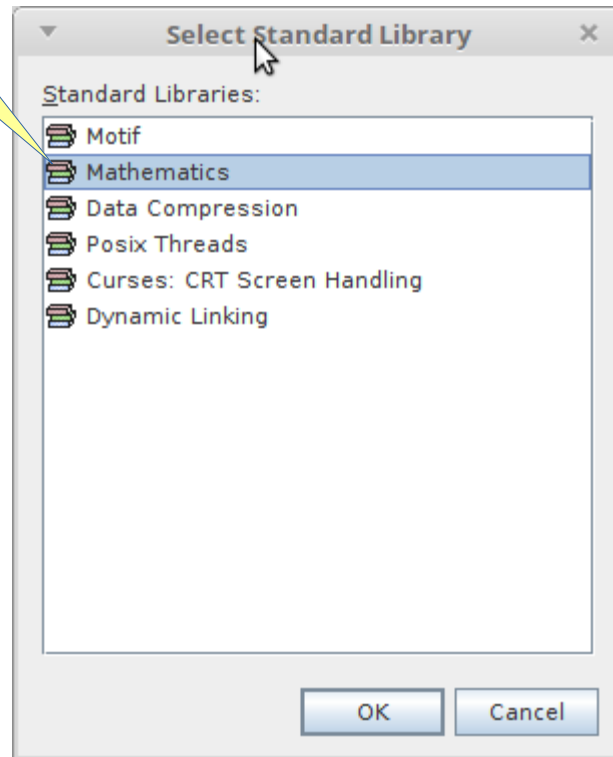 Select Standard Library
Standard Libraries:
Motif
Mathematics
Data Compression
Posix Threads
Curses: CRT Screen Handling
Dynamic Linking
OK
Cancel